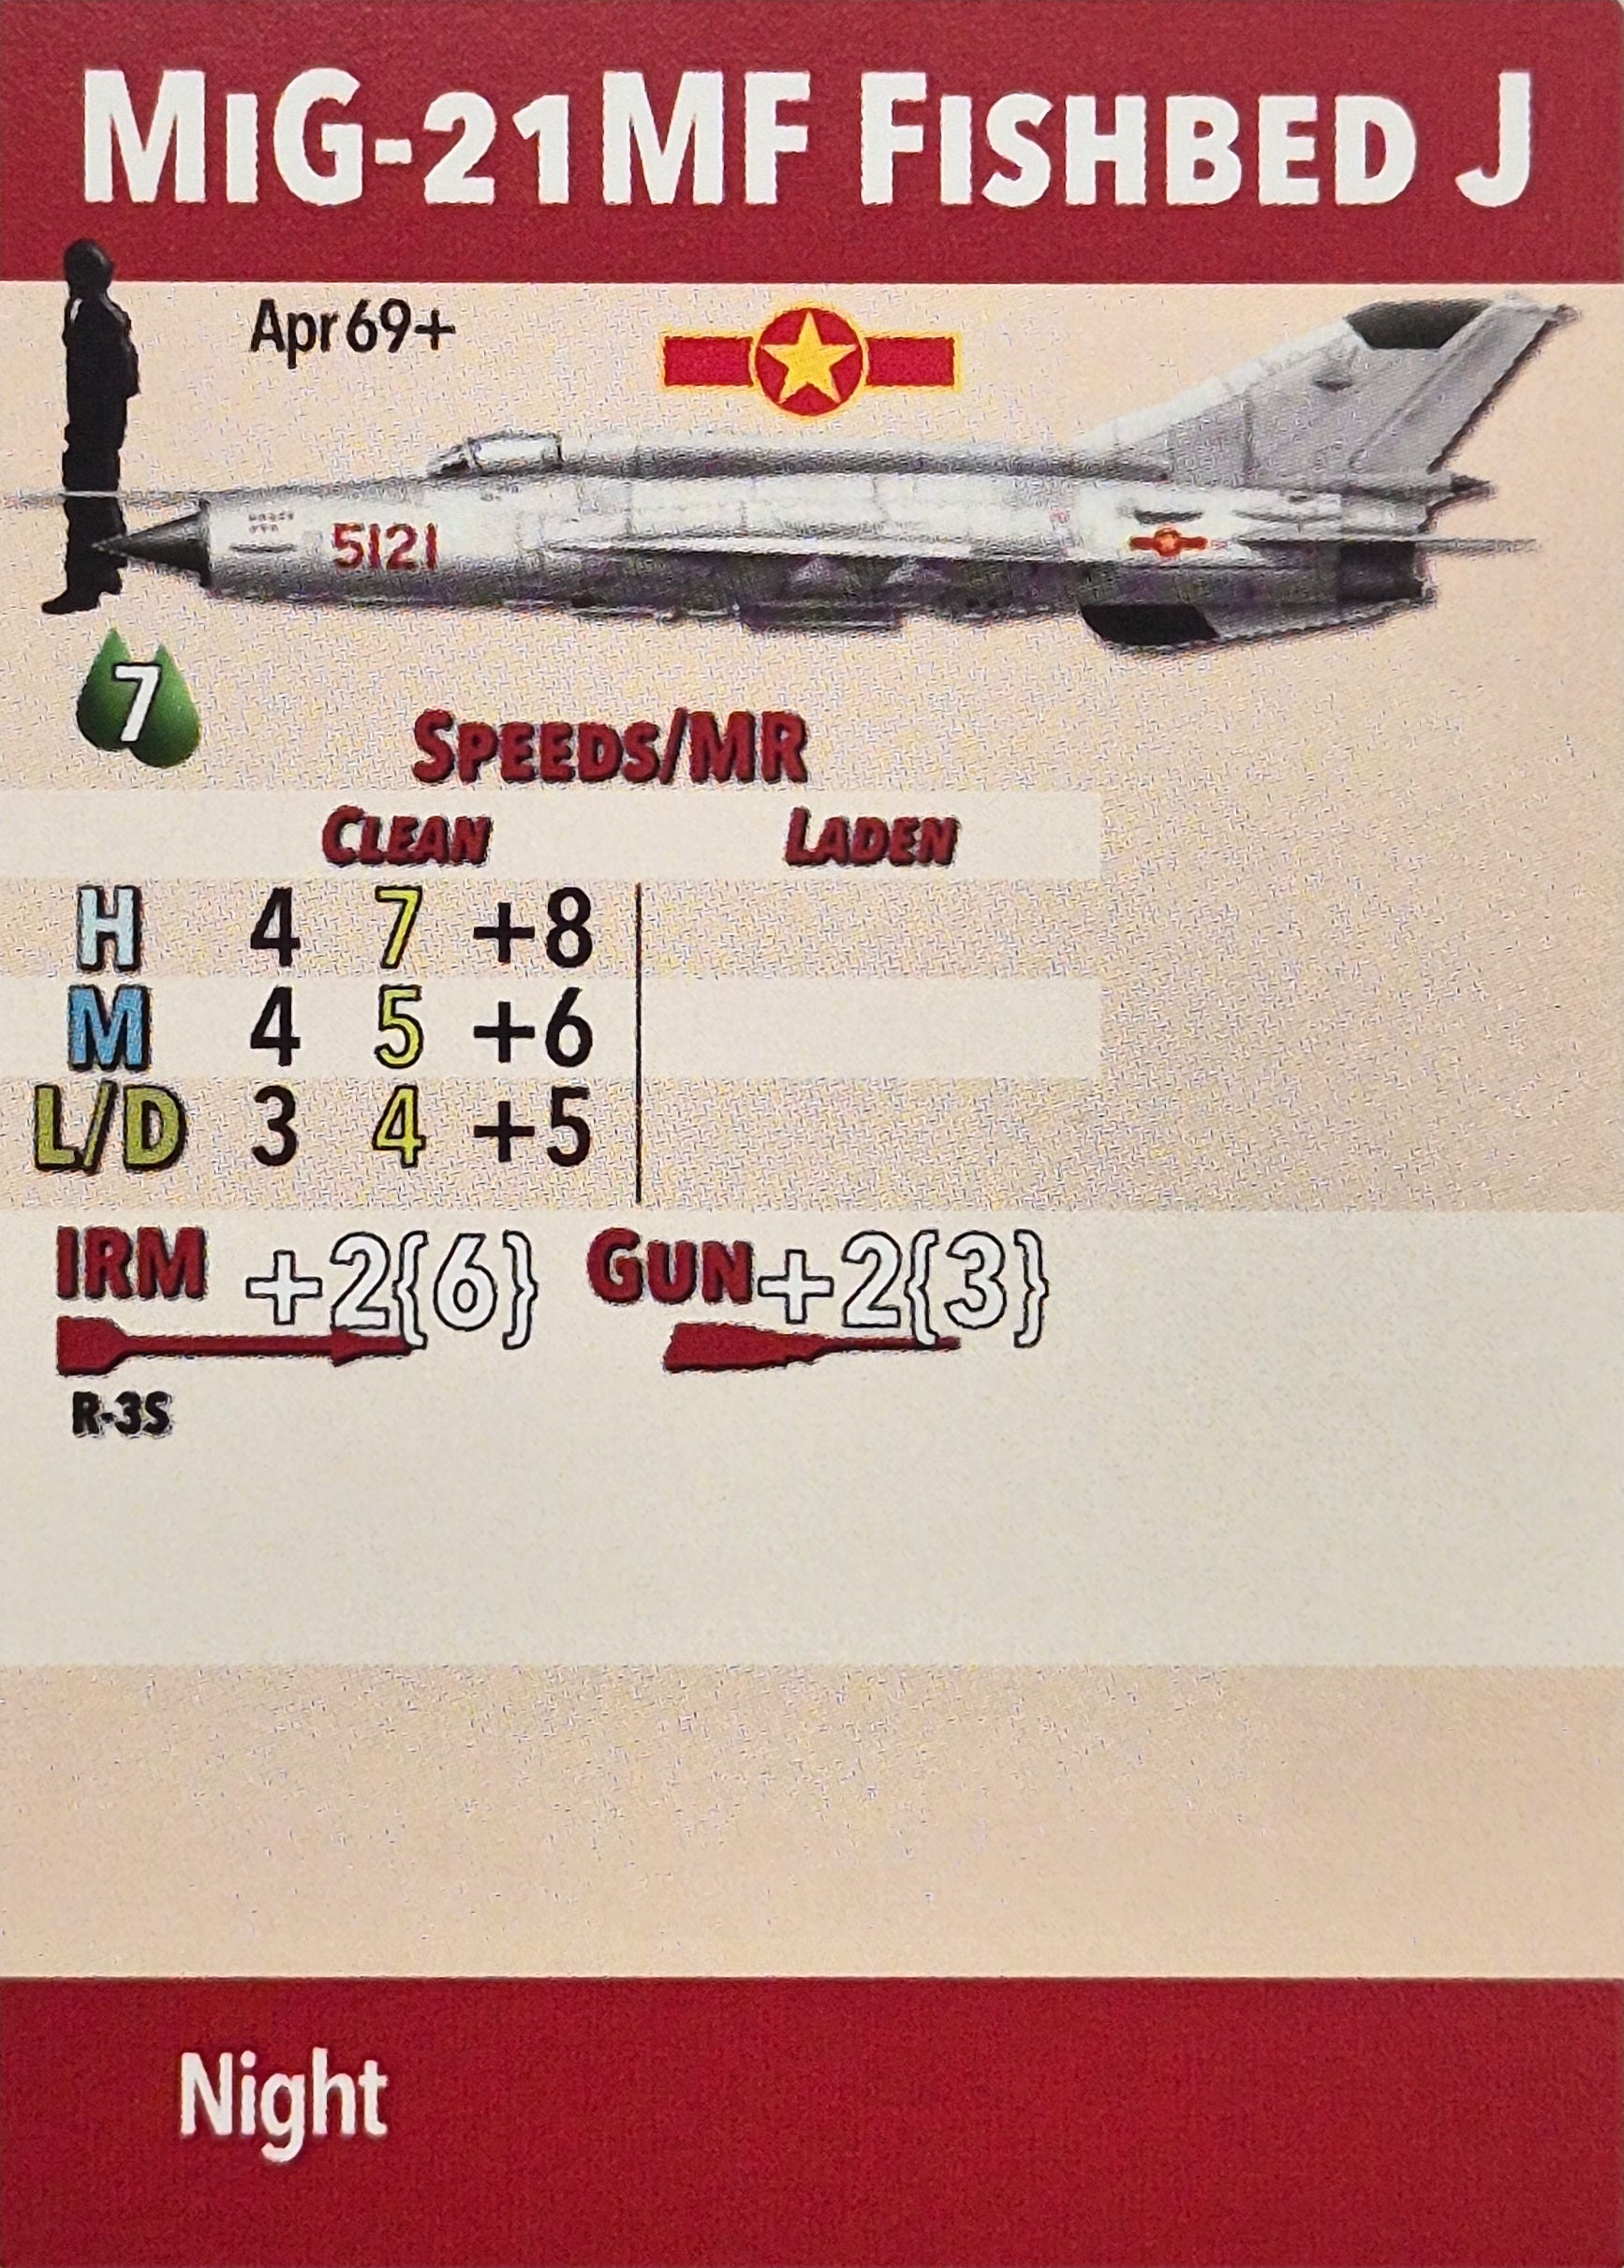 MiG-21MF Fishbed J
Apr 69+
5121
7
Speeds/MR
Clean Laden
H 4 7 +8
M 4 5 +6
L/D 3 4 +5
IRM +2{6} Gun +2{3}
R-3S
Night